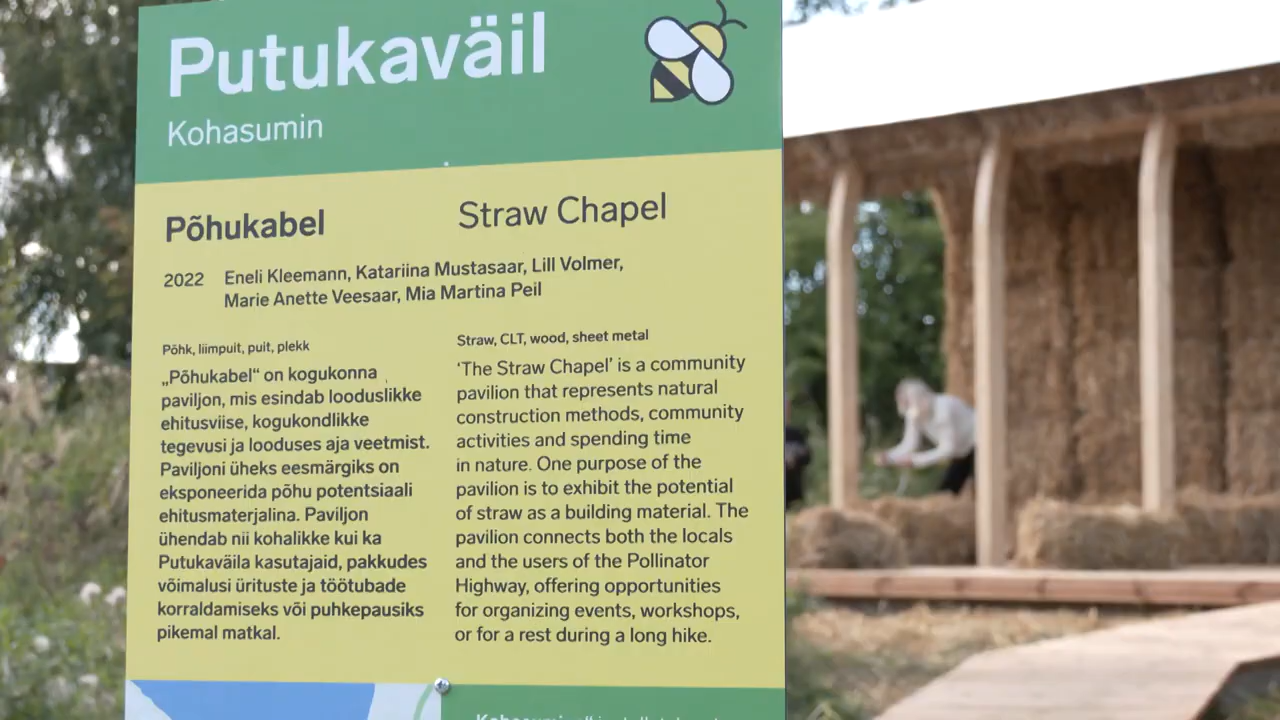 Putukaväil
Kohasumin
Põhukabel
Straw Chapel
2022 Eneli Kleemann, Katariina Mustasaar, Lill Volmer,
Marie Anette Veesaar, Mia Martina Peil
Põhk, liimpuit, puit, plekk
„Põhukabel“ on kogukonna
paviljon, mis esindab looduslikke
ehitusviise, kogukondlikke
tegevusi ja looduses aja veetmist.
Paviljoni üheks eesmärgiks on
eksponeerida põhu potentsiaali
ehitusmaterjalina. Paviljon
ühendab nii kohalikke kui ka
Putukaväila kasutajaid, pakkudes
võimalusi ürituste ja töötubade
korraldamiseks või puhkepausiks
pikemal matkal.
Straw, CLT, wood, sheet metal
‘The Straw Chapel’ is a community
pavilion that represents natural
construction methods, community
activities and spending time
in nature. One purpose of the
pavilion is to exhibit the potential
of straw as a building material. The
pavilion connects both the locals
and the users of the Pollinator
Highway, offering opportunities
for organizing events, workshops,
or for a rest during a long hike.